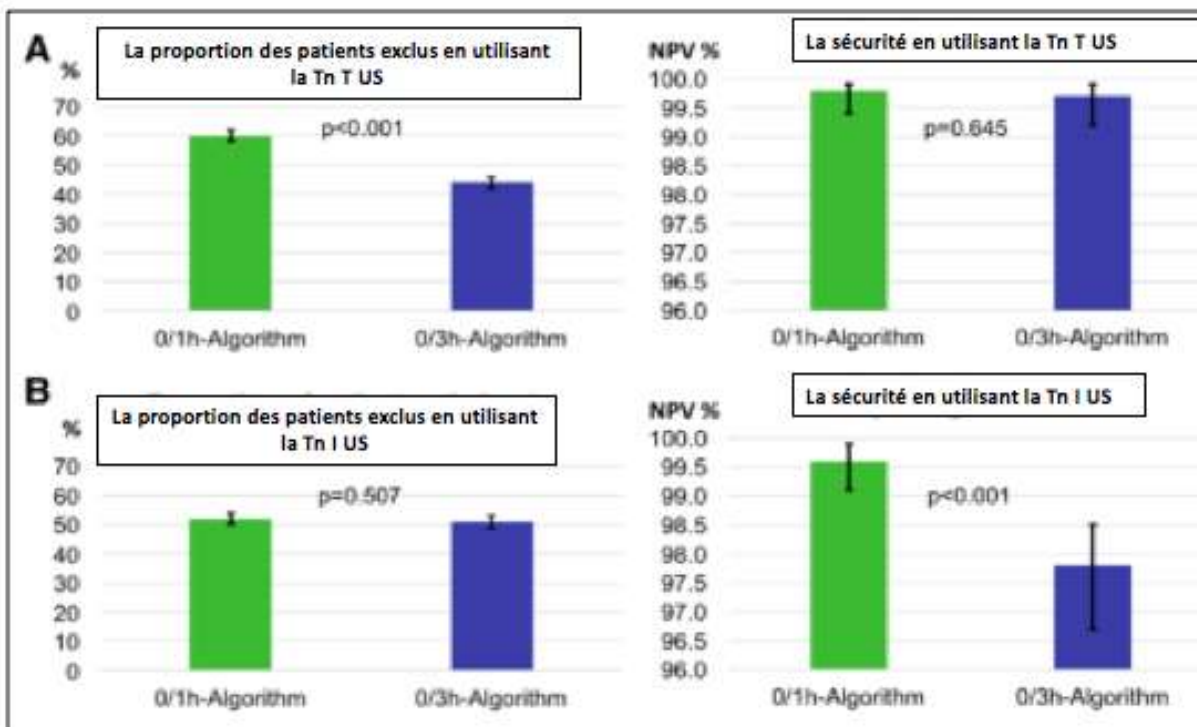 A
La proportion des patients exclus en utilisant
la Tn T US
%
70
60
50
40
30
20
10
0
p<0.001
0/1h-Algorithm
0/3h-Algorithm
La sécurité en utilisant la Tn T US
NPV %
100.0
99.5
99.0
98.5
98.0
97.5
97.0
96.5
96.0
p=0.645
0/1h-Algorithm
0/3h-Algorithm
B
La proportion des patients exclus en utilisant
la Tn I US
%
70
60
50
40
30
20
10
0
p=0.507
0/1h-Algorithm
0/3h-Algorithm
La sécurité en utilisant la Tn I US
NPV %
100.0
99.5
99.0
98.5
98.0
97.5
97.0
96.5
96.0
p<0.001
0/1h-Algorithm
0/3h-Algorithm